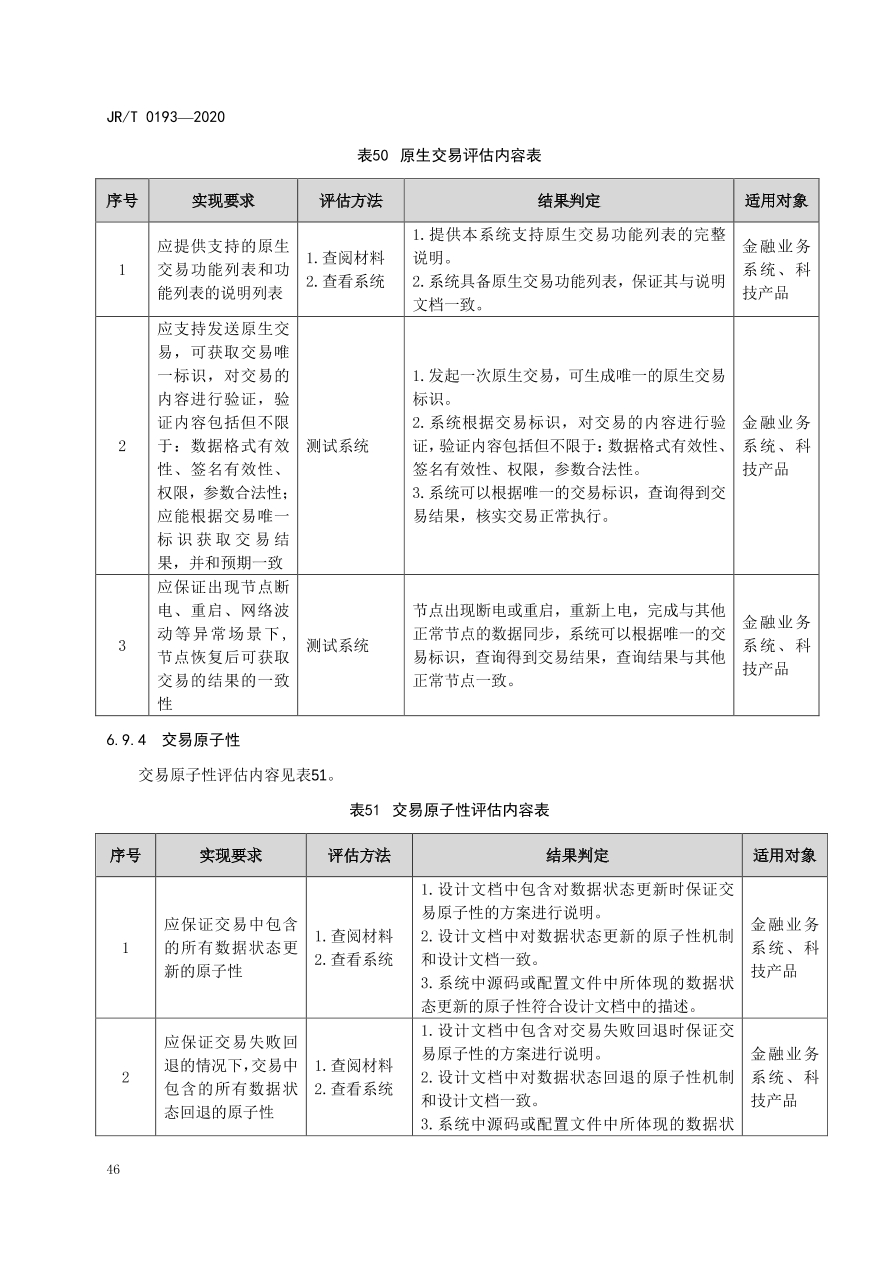 JR/T 0193—2020
表50 原生交易评估内容表
序号 实现要求 评估方法 结果判定 适用对象
1
应提供支持的原生
交易功能列表和功
能列表的说明列表
1.查阅材料
2.查看系统
1.提供本系统支持原生交易功能列表的完整
说明。
2.系统具备原生交易功能列表，保证其与说明
文档一致。
金融业务
系统、科
技产品
2
应支持发送原生交
易，可获取交易唯
一标识，对交易的
内容进行验证，验
证内容包括但不限
于：数据格式有效
性、签名有效性、
权限，参数合法性；
应能根据交易唯一
标识获取交易结
果，并和预期一致
测试系统
1.发起一次原生交易，可生成唯一的原生交易
标识。
2.系统根据交易标识，对交易的内容进行验
证，验证内容包括但不限于：数据格式有效性、
签名有效性、权限，参数合法性。
3.系统可以根据唯一的交易标识，查询得到交
易结果，核实交易正常执行。
金融业务
系统、科
技产品
3
应保证出现节点断
电、重启、网络波
动等异常场景下，
节点恢复后可获取
交易的结果的一致
性
测试系统
节点出现断电或重启，重新上电，完成与其他
正常节点的数据同步，系统可以根据唯一的交
易标识，查询得到交易结果，查询结果与其他
正常节点一致。
金融业务
系统、科
技产品
6.9.4 交易原子性
交易原子性评估内容见表51。
表51 交易原子性评估内容表
序号 实现要求 评估方法 结果判定 适用对象
1
应保证交易中包含
的所有数据状态更
新的原子性
1.查阅材料
2.查看系统
1.设计文档中包含对数据状态更新时保证交
易原子性的方案进行说明。
2.设计文档中对数据状态更新的原子性机制
和设计文档一致。
3.系统中源码或配置文件中所体现的数据状
态更新的原子性符合设计文档中的描述。
金融业务
系统、科
技产品
2
应保证交易失败回
退的情况下，交易中
包含的所有数据状
态回退的原子性
1.查阅材料
2.查看系统
1.设计文档中包含对交易失败回退时保证交
易原子性的方案进行说明。
2.设计文档中对数据状态回退的原子性机制
和设计文档一致。
3.系统中源码或配置文件中所体现的数据状
金融业务
系统、科
技产品
46